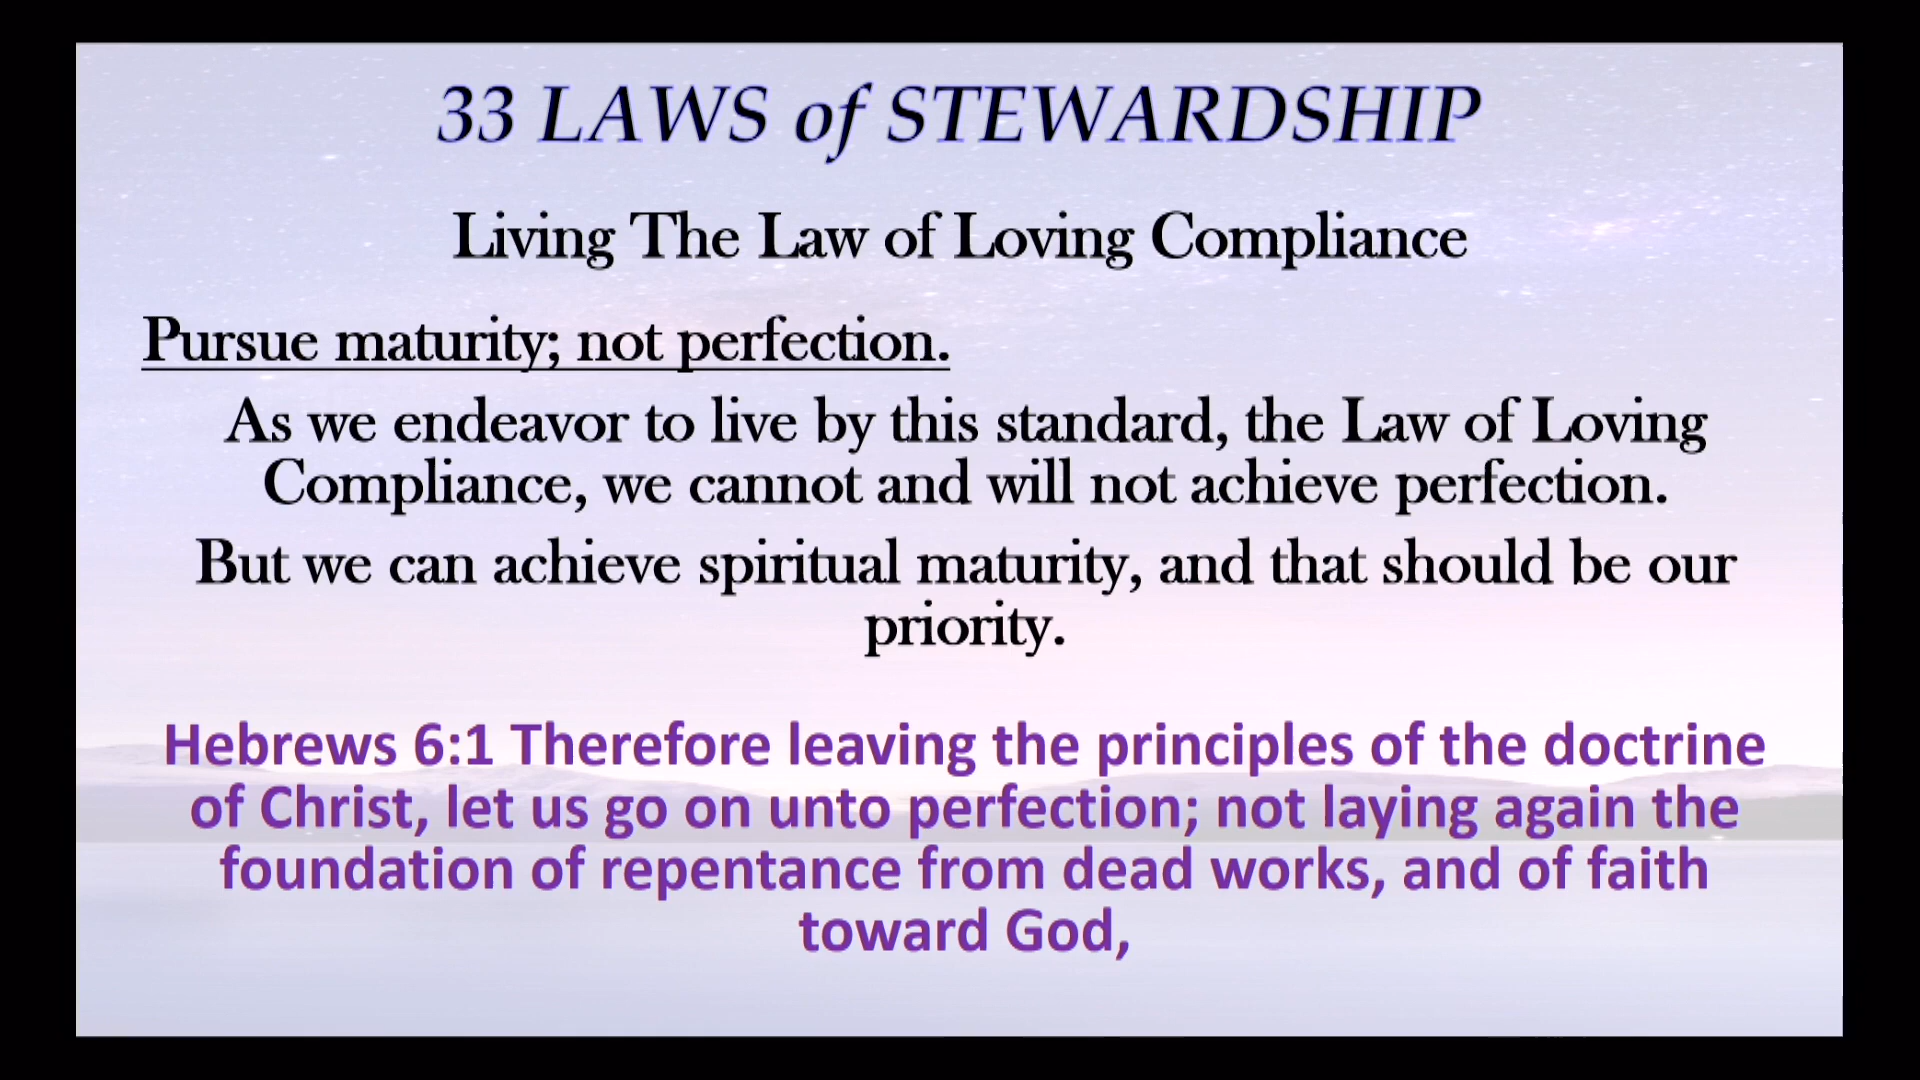 33 LAWS of STEWARDSHIP
Living The Law of Loving Compliance
Pursue maturity; not perfection.
As we endeavor to live by this standard, the Law of Loving
Compliance, we cannot and will not achieve perfection.
But we can achieve spiritual maturity, and that should be our
priority.
Hebrews 6:1 Therefore leaving the principles of the doctrine
of Christ, let us go on unto perfection; not laying again the
foundation of repentance from dead works, and of faith
toward God,